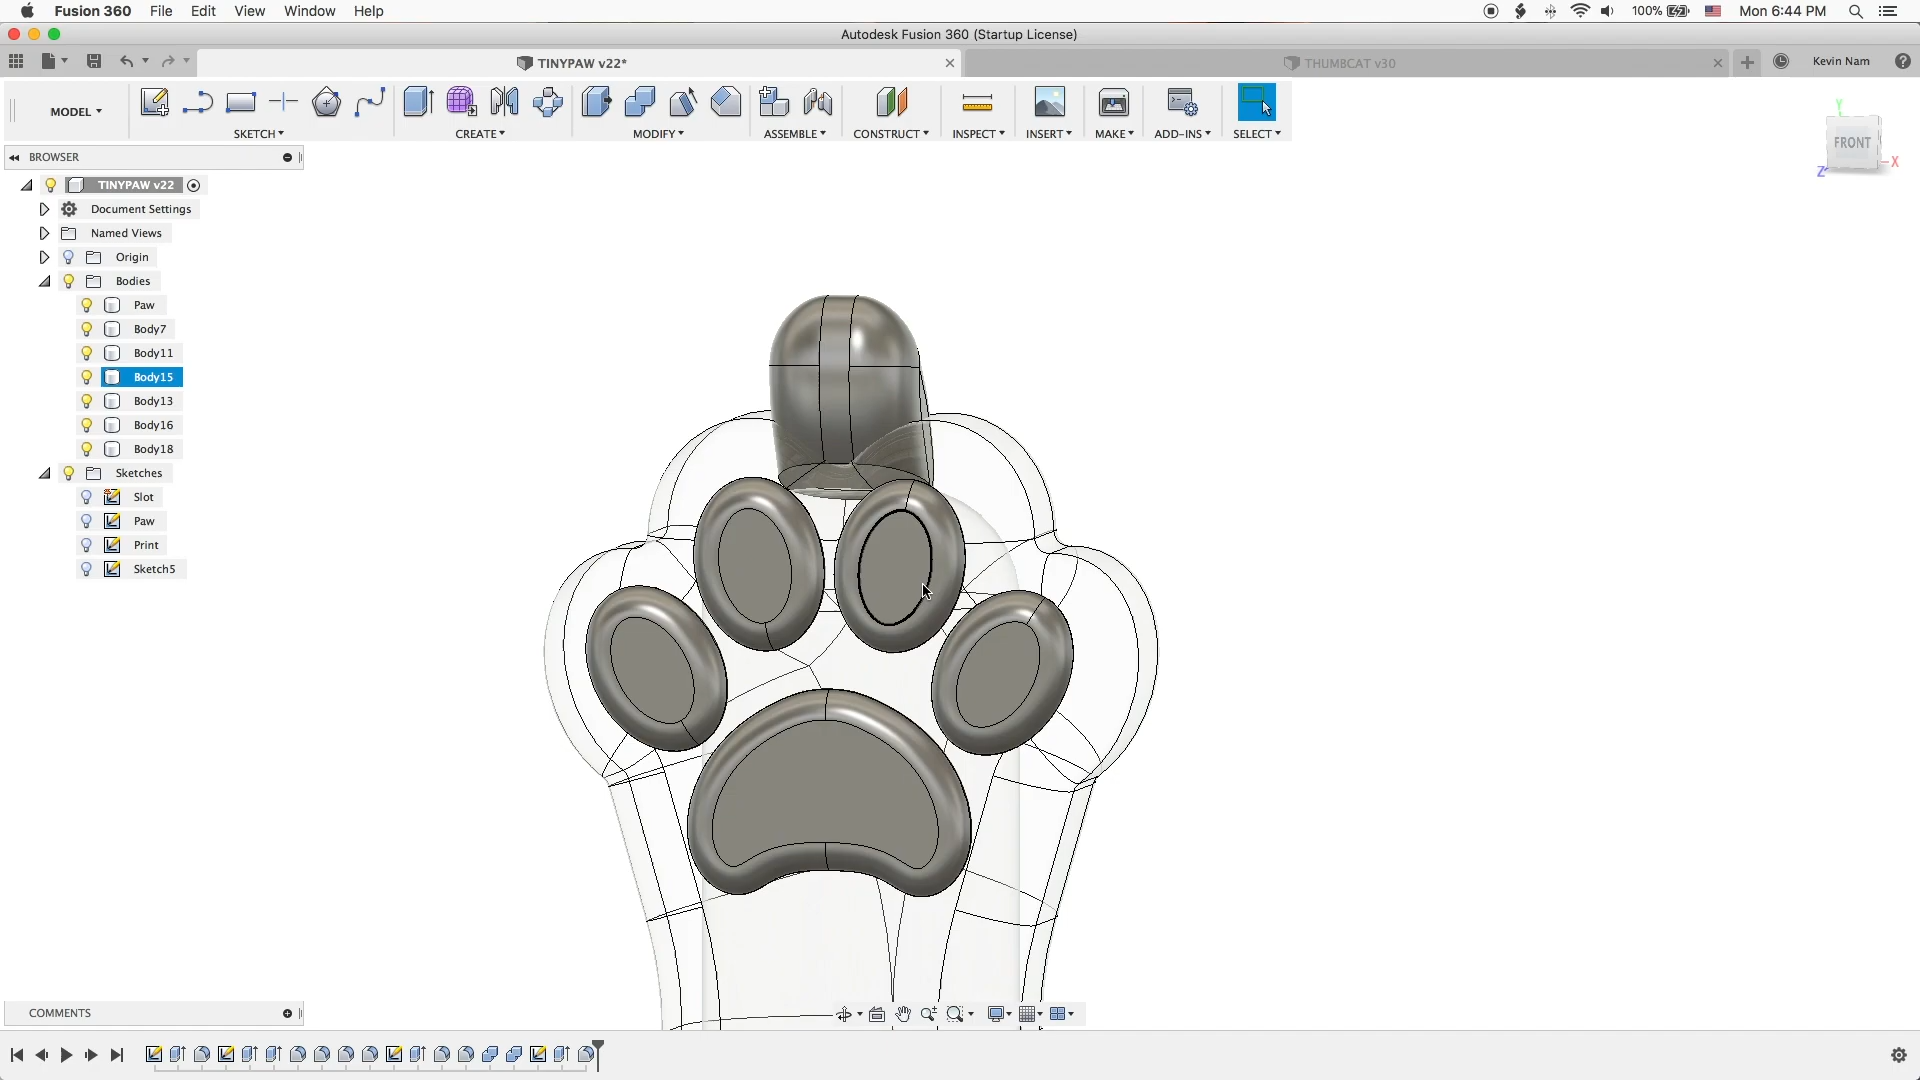 Fusion 360 File Edit View Window Help 100% Mon 6:44 PM
Autodesk Fusion 360 (Startup License)
TINYPAW v22* THUMBCAT v30 Kevin Nam
MODEL SKETCH CREATE MODIFY ASSEMBLE CONSTRUCT INSPECT INSERT MAKE ADD-INS SELECT
Y
FRONT
X
Z
BROWSER
TINYPAW v22
Document Settings
Named Views
Origin
Bodies
Paw
Body7
Body11
Body15
Body13
Body16
Body18
Sketches
Slot
Paw
Print
Sketch5
COMMENTS